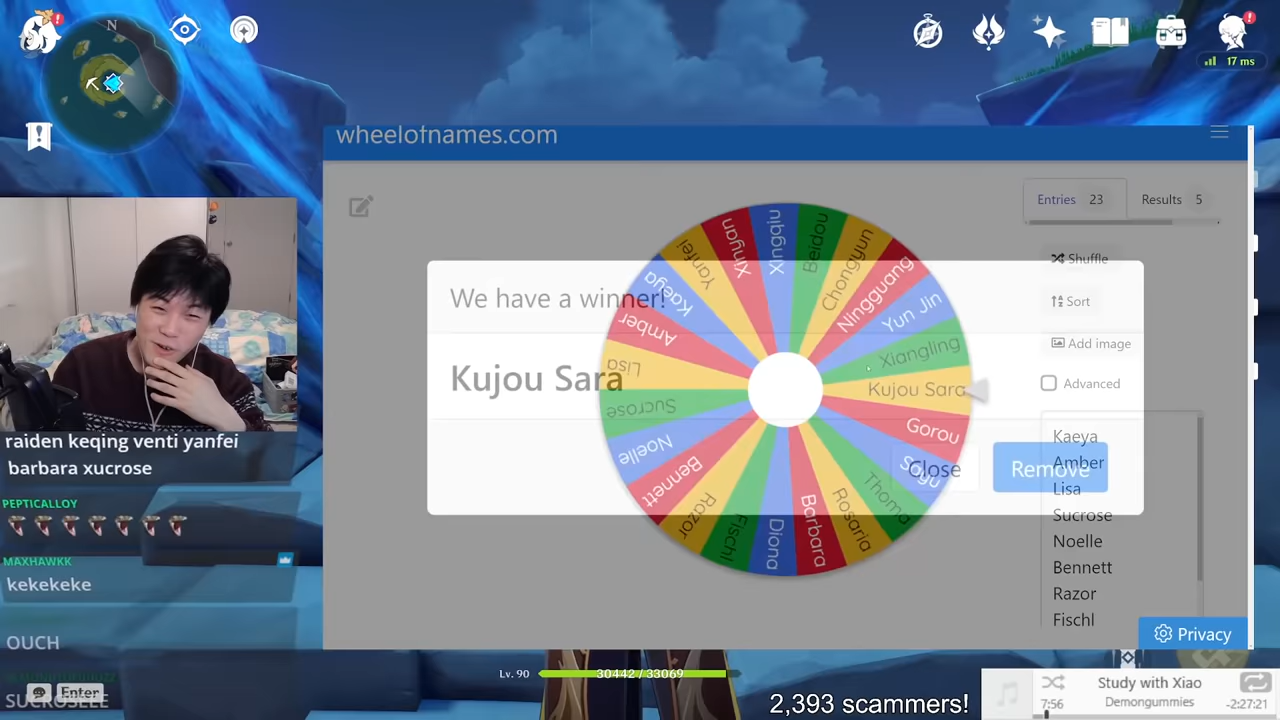 N
17 ms
wheelofnames.com
Entries 23
Results 5
Shuffle
Sort
Add image
Advanced
Kaeya
Amber
Lisa
Sucrose
Noelle
Bennett
Razor
Fischl
We have a winner!
Kujou Sara
Close
Remove
Xingqiu
Beidou
Chongyun
Ningguang
Yun Jin
Xiangling
Kujou Sara
Gorou
Sayu
Thoma
Rosaria
Barbara
Diona
Fischl
Razor
Bennett
Noelle
Sucrose
Lisa
Amber
Kaeya
Yanfei
Xinyan
Privacy
raiden keqing venti yanfei
barbara xucrose
PEPTICALLOY
MAXHAWKK
kekekeke
OUCH
Enter
SUCROSEEE
Lv. 90
30442 / 33069
2,393 scammers!
Study with Xiao
Demongummies
7:56
-2:27:21